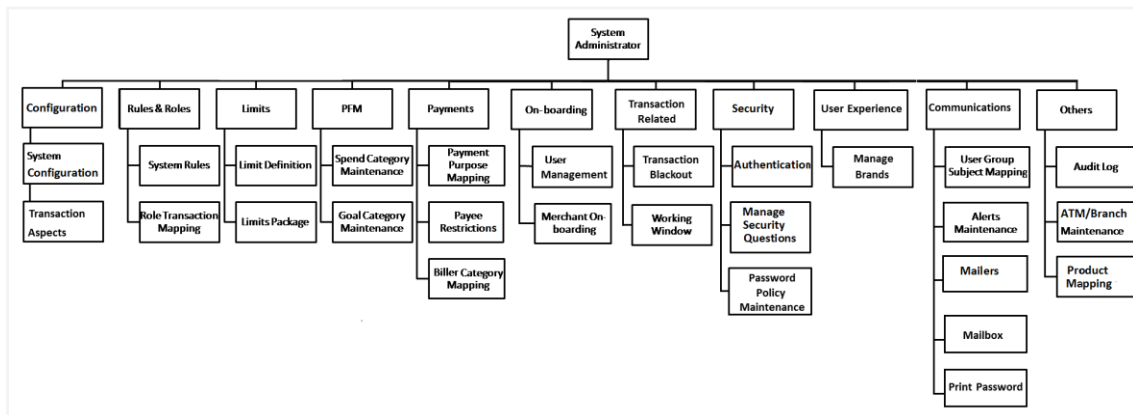 System
Administrator
Configuration
Rules & Roles
Limits
PFM
Payments
On-boarding
Transaction
Related
Security
User Experience
Communications
Others
System
Configuration
Transaction
Aspects
System Rules
Role Transaction
Mapping
Limit Definition
Limits Package
Spend Category
Maintenance
Goal Category
Maintenance
Payment
Purpose
Mapping
Payee
Restrictions
Biller Category
Mapping
User
Management
Merchant On-
boarding
Transaction
Blackout
Working
Window
Authentication
Manage
Security
Questions
Password
Policy
Maintenance
Manage
Brands
User Group
Subject Mapping
Alerts
Maintenance
Mailers
Mailbox
Print Password
Audit Log
ATM/Branch
Maintenance
Product
Mapping